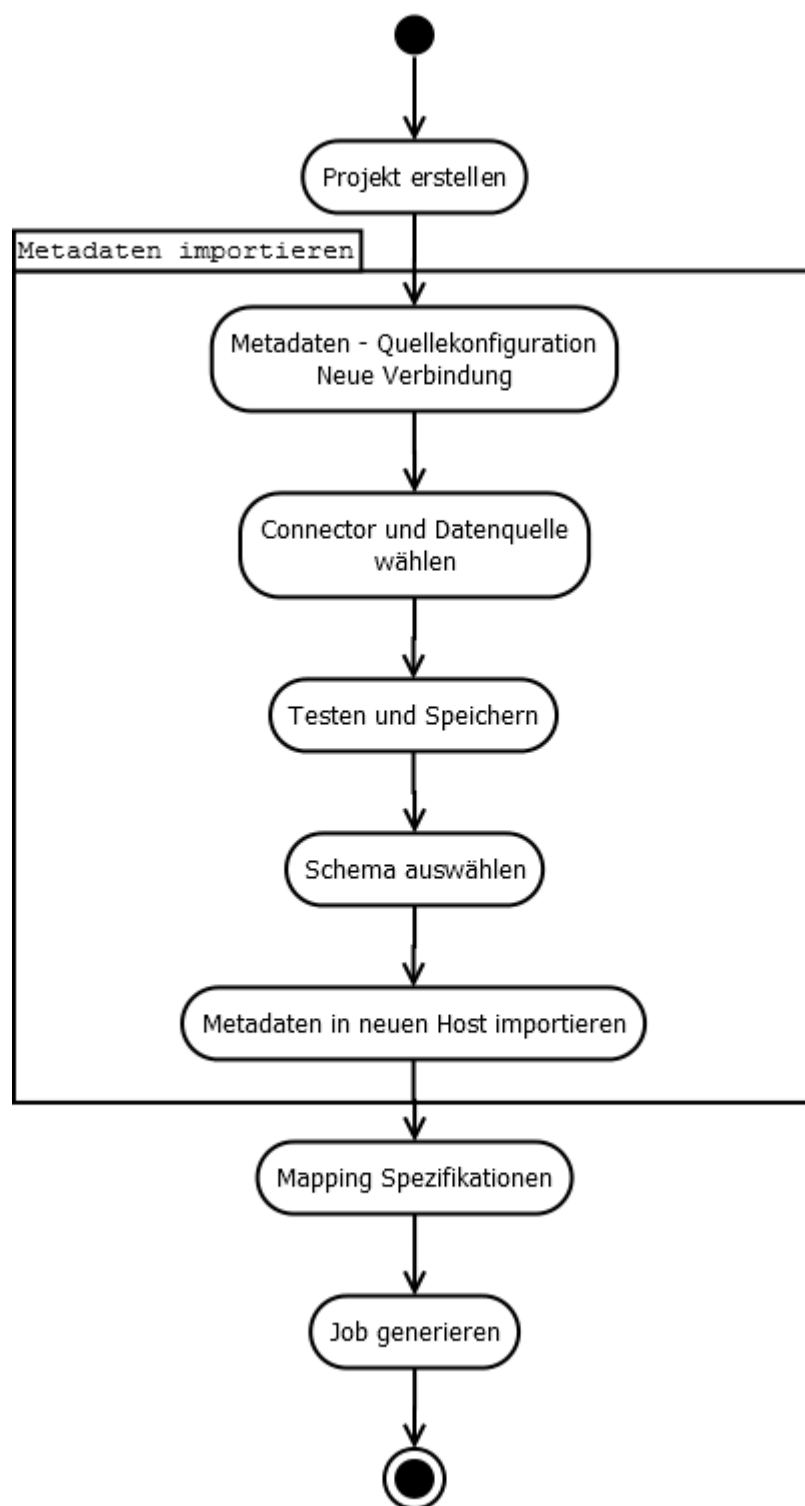 Projekt erstellen
Metadaten importieren
Metadaten - Quellekonfiguration
Neue Verbindung
Connector und Datenquelle
wählen
Testen und Speichern
Schema auswählen
Metadaten in neuen Host importieren
Mapping Spezifikationen
Job generieren